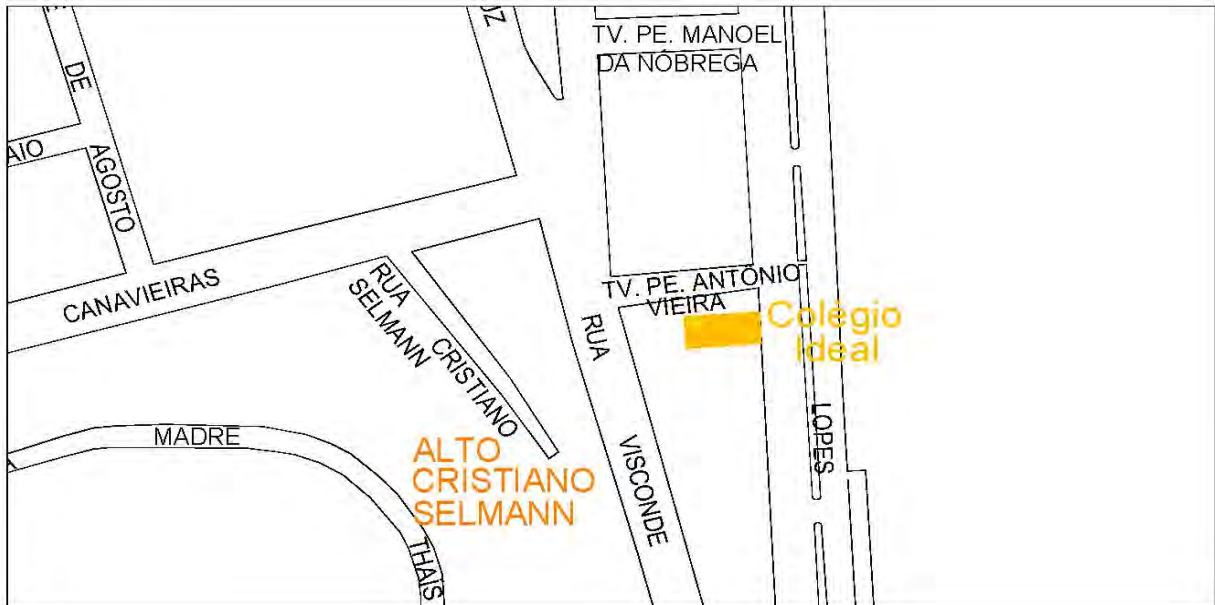 UZ
TV. PE. MANOEL
DA NÓBREGA
DE
AIO
AGOSTO
CANAVIEIRAS
RUA CRISTIANO
SELMANN
TV. PE. ANTÔNIO
VIEIRA
RUA VISCONDE
Colégio
Ideal
LOPES
MADRE
THAÍS
ALTO
CRISTIANO
SELMANN